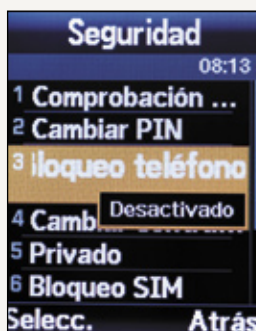 Seguridad
08:13
1 Comprobación ...
2 Cambiar PIN
3 loqueo teléfono
Desactivado
4 Camb
5 Privado
6 Bloqueo SIM
Selecc. Atrás